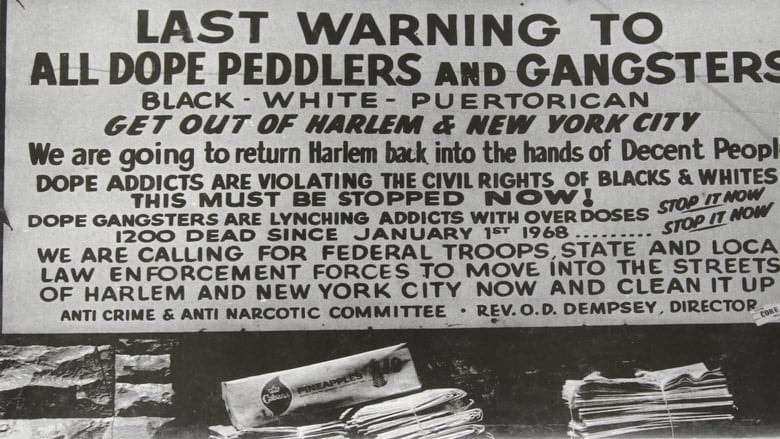 LAST WARNING TO
ALL DOPE PEDDLERS AND GANGSTERS
BLACK - WHITE - PUERTORICAN
GET OUT OF HARLEM & NEW YORK CITY
We are going to return Harlem back into the hands of Decent Peopl
DOPE ADDICTS ARE VIOLATING THE CIVIL RIGHTS OF BLACKS & WHITES
THIS MUST BE STOPPED NOW! STOP IT NOW
DOPE GANGSTERS ARE LYNCHING ADDICTS WITH OVER DOSES STOP IT NOW
1200 DEAD SINCE JANUARY 1ST 1968 ..........
WE ARE CALLING FOR FEDERAL TROOPS, STATE AND LOCA
LAW ENFORCEMENT FORCES TO MOVE INTO THE STREETS
OF HARLEM AND NEW YORK CITY NOW AND CLEAN IT UP
ANTI CRIME & ANTI NARCOTIC COMMITTEE • REV. O.D. DEMPSEY, DIRECTOR
CORE
Cabana PINEAPPLES